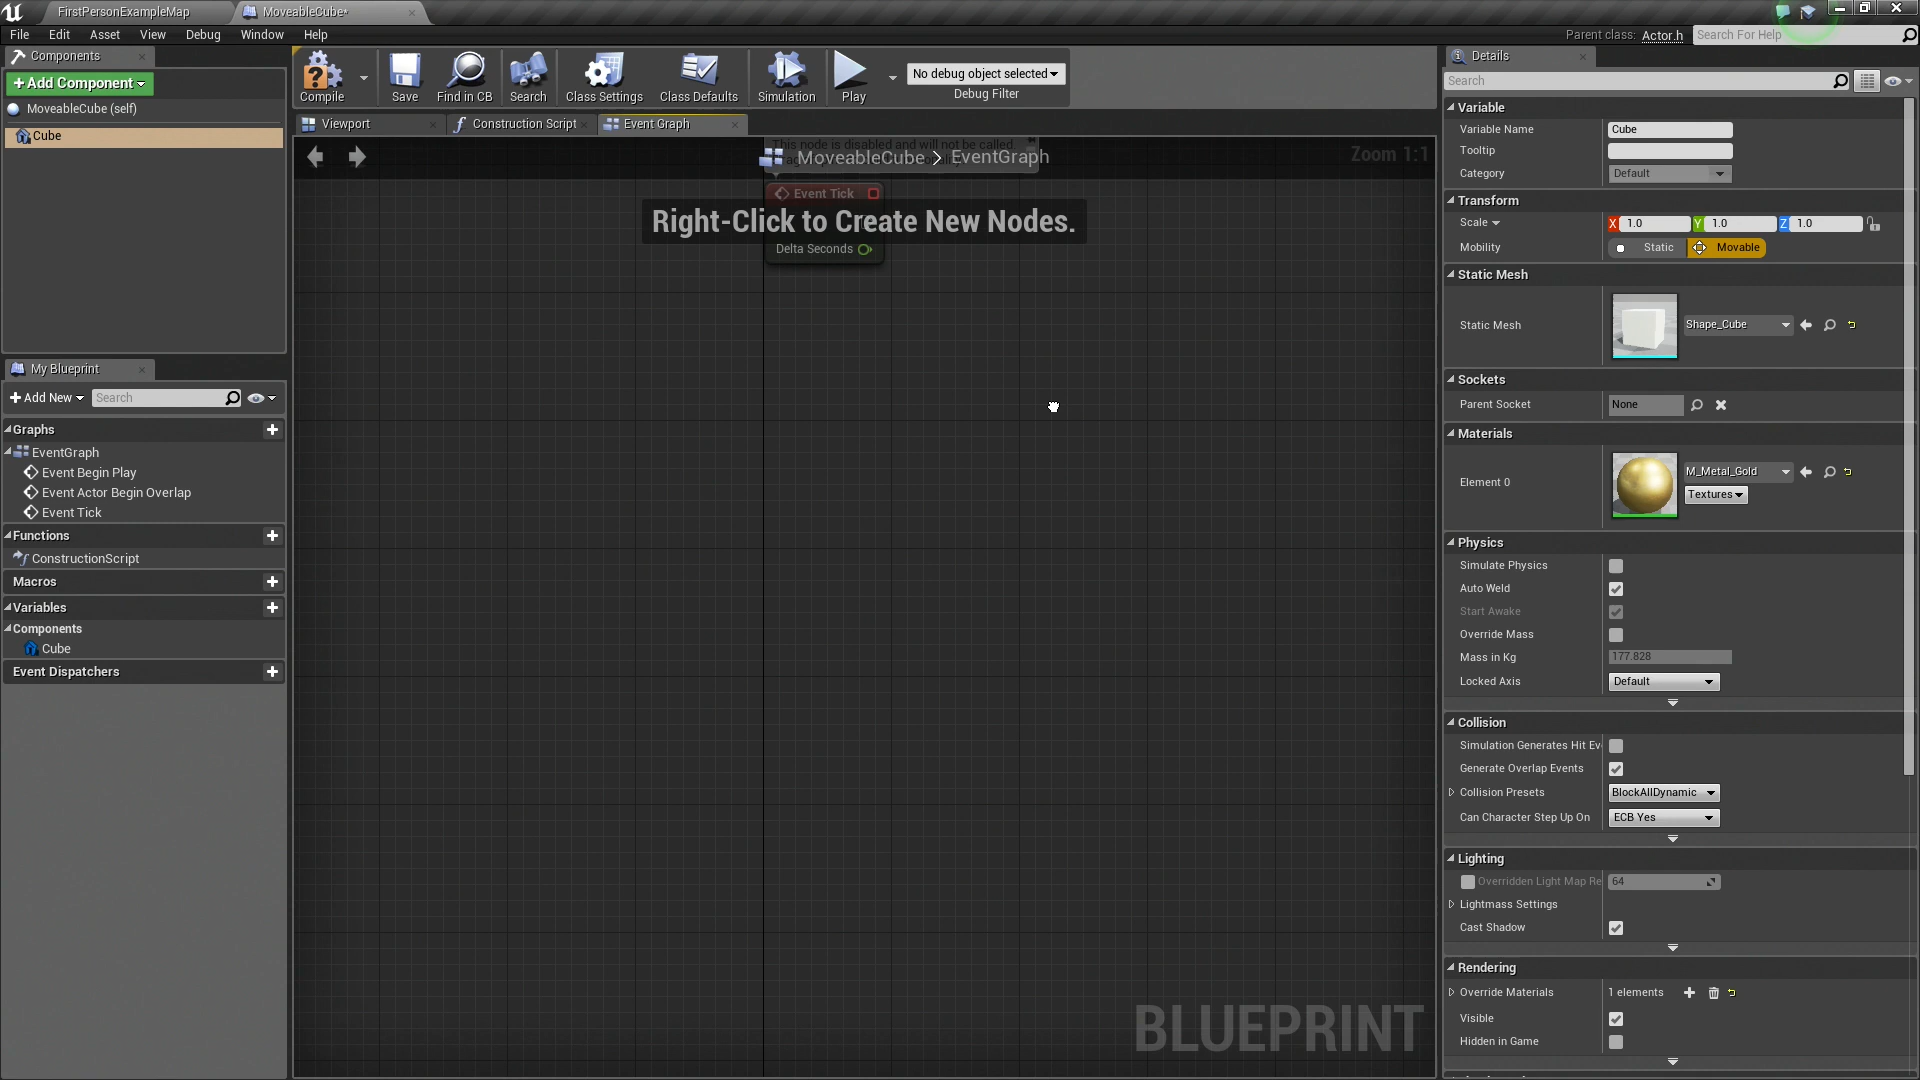 FirstPersonExampleMap
MoveableCube*
File Edit Asset View Debug Window Help
Parent class: Actor.h
Search For Help
Components
+Add Component
MoveableCube (self)
Cube
Compile
Save
Find in CB
Search
Class Settings
Class Defaults
Simulation
Play
No debug object selected
Debug Filter
Viewport
Construction Script
Event Graph
This node is disabled and will not be called.
MoveableCube > EventGraph
Zoom 1:1
Event Tick
Right-Click to Create New Nodes.
Delta Seconds
BLUEPRINT
My Blueprint
+Add New
Search
Graphs
EventGraph
Event Begin Play
Event Actor Begin Overlap
Event Tick
Functions
ConstructionScript
Macros
Variables
Components
Cube
Event Dispatchers
Details
Search
Variable
Variable Name Cube
Tooltip
Category Default
Transform
Scale X 1.0 Y 1.0 Z 1.0
Mobility Static Movable
Static Mesh
Static Mesh Shape_Cube
Sockets
Parent Socket None
Materials
Element 0 M_Metal_Gold
Textures
Physics
Simulate Physics
Auto Weld
Start Awake
Override Mass
Mass in Kg 177.828
Locked Axis Default
Collision
Simulation Generates Hit Ev
Generate Overlap Events
Collision Presets BlockAllDynamic
Can Character Step Up On ECB Yes
Lighting
Overridden Light Map Re 64
Lightmass Settings
Cast Shadow
Rendering
Override Materials 1 elements
Visible
Hidden in Game